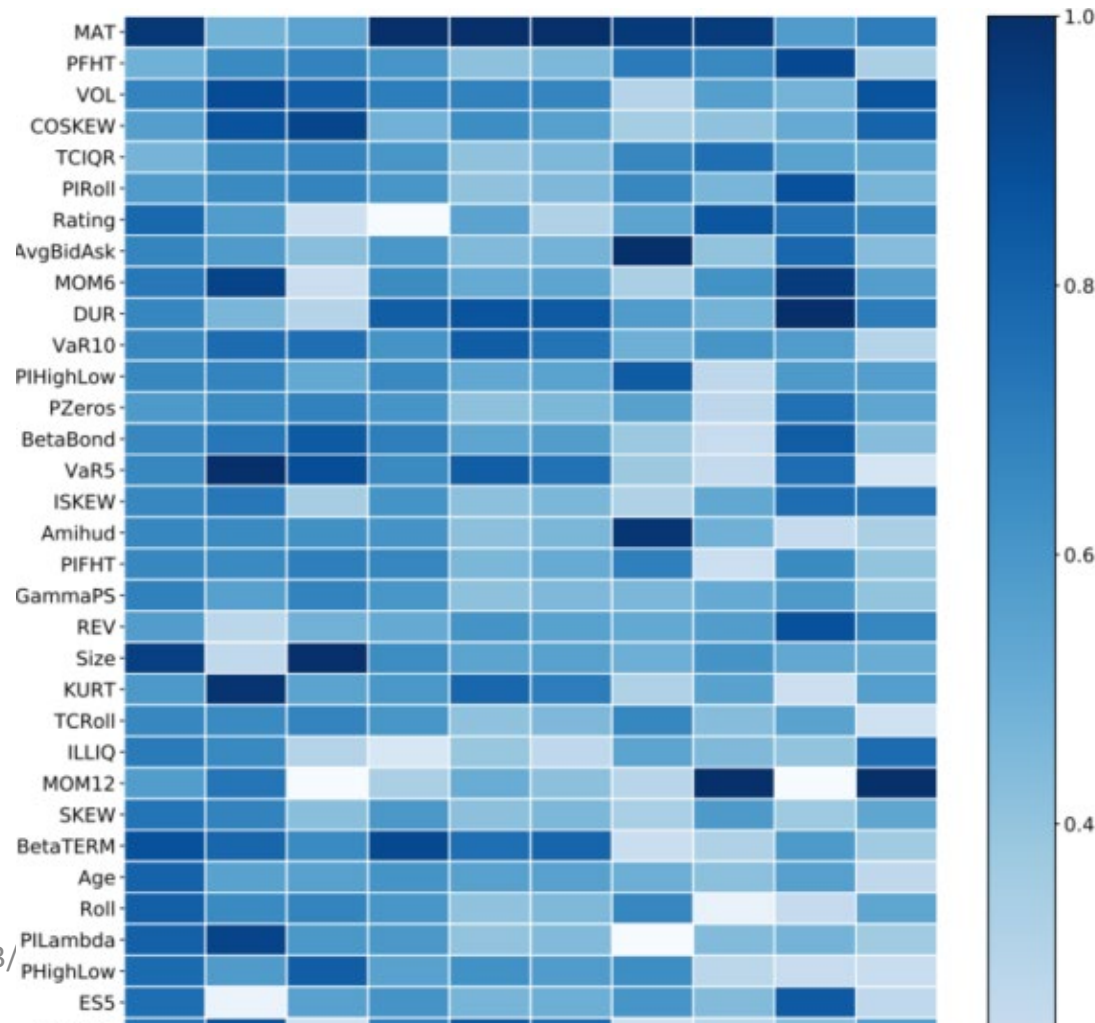 MAT
PFHT
VOL
COSKEW
TCIQR
PIRoll
Rating
AvgBidAsk
MOM6
DUR
VaR10
PIHighLow
PZeros
BetaBond
VaR5
ISKEW
Amihud
PIFHT
GammaPS
REV
Size
KURT
TCRoll
ILLIQ
MOM12
SKEW
BetaTERM
Age
Roll
PILambda
PHighLow
ES5
3/
1.0
0.8
0.6
0.4